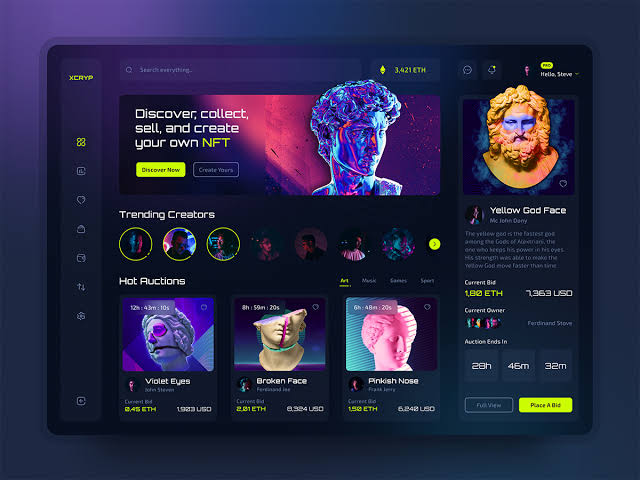 XCRYP
Search everything..
3,421 ETH
PRO
Hello, Steve
Discover, collect,
sell, and create
your own NFT
Discover Now
Create Yours
Trending Creators
Hot Auctions
Art
Music
Games
Sport
12h : 43m : 10s
Violet Eyes
John Steven
Current Bid
0,45 ETH
1,903 USD
8h : 59m : 20s
Broken Face
Ferdinand Joe
Current Bid
2,01 ETH
8,324 USD
6h : 48m : 20s
Pinkish Nose
Frank Jerry
Current Bid
1,50 ETH
6,240 USD
Yellow God Face
Mc John Dony
The yellow god is the fastest god
among the Gods of Alextriani, the
one who keeps his power in his eyes.
His strength was able to make the
Yellow God move faster than time.
Current Bid
1,80 ETH
7,363 USD
Current Owner
Ferdinand Stove
Auction Ends In
28h
46m
32m
Full View
Place A Bid